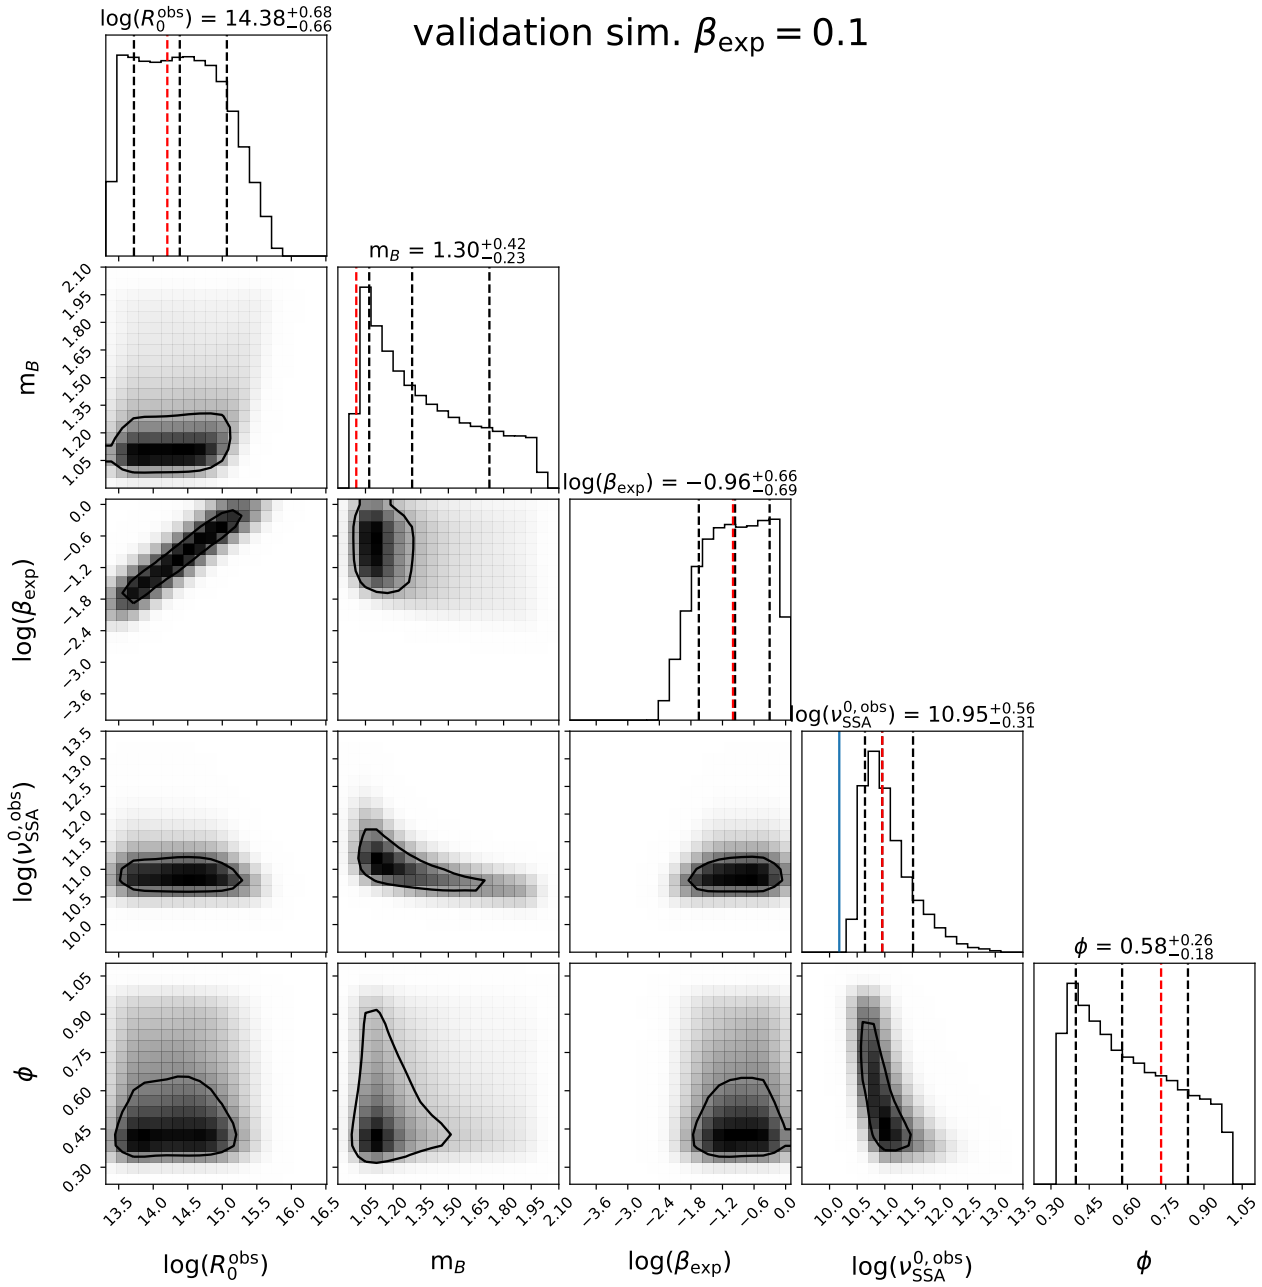 validation sim. β_exp = 0.1
log(R₀^obs) = 14.38 +0.68 −0.66
m_B = 1.30 +0.42 −0.23
2.10
1.95
1.80
1.65
1.50
1.35
1.20
1.05
m_B
log(β_exp) = −0.96 +0.66 −0.69
0.0
−0.6
−1.2
−1.8
−2.4
−3.0
−3.6
log(β_exp)
log(ν_SSA^0,obs) = 10.95 +0.56 −0.31
13.5
13.0
12.5
12.0
11.5
11.0
10.5
10.0
log(ν_SSA^0,obs)
ϕ = 0.58 +0.26 −0.18
1.05
0.90
0.75
0.60
0.45
0.30
ϕ
13.5 14.0 14.5 15.0 15.5 16.0 16.5
1.05 1.20 1.35 1.50 1.65 1.80 1.95 2.10
−3.6 −3.0 −2.4 −1.8 −1.2 −0.6 0.0
10.0 10.5 11.0 11.5 12.0 12.5 13.0 13.5
0.30 0.45 0.60 0.75 0.90 1.05
log(R₀^obs) m_B log(β_exp) log(ν_SSA^0,obs) ϕ